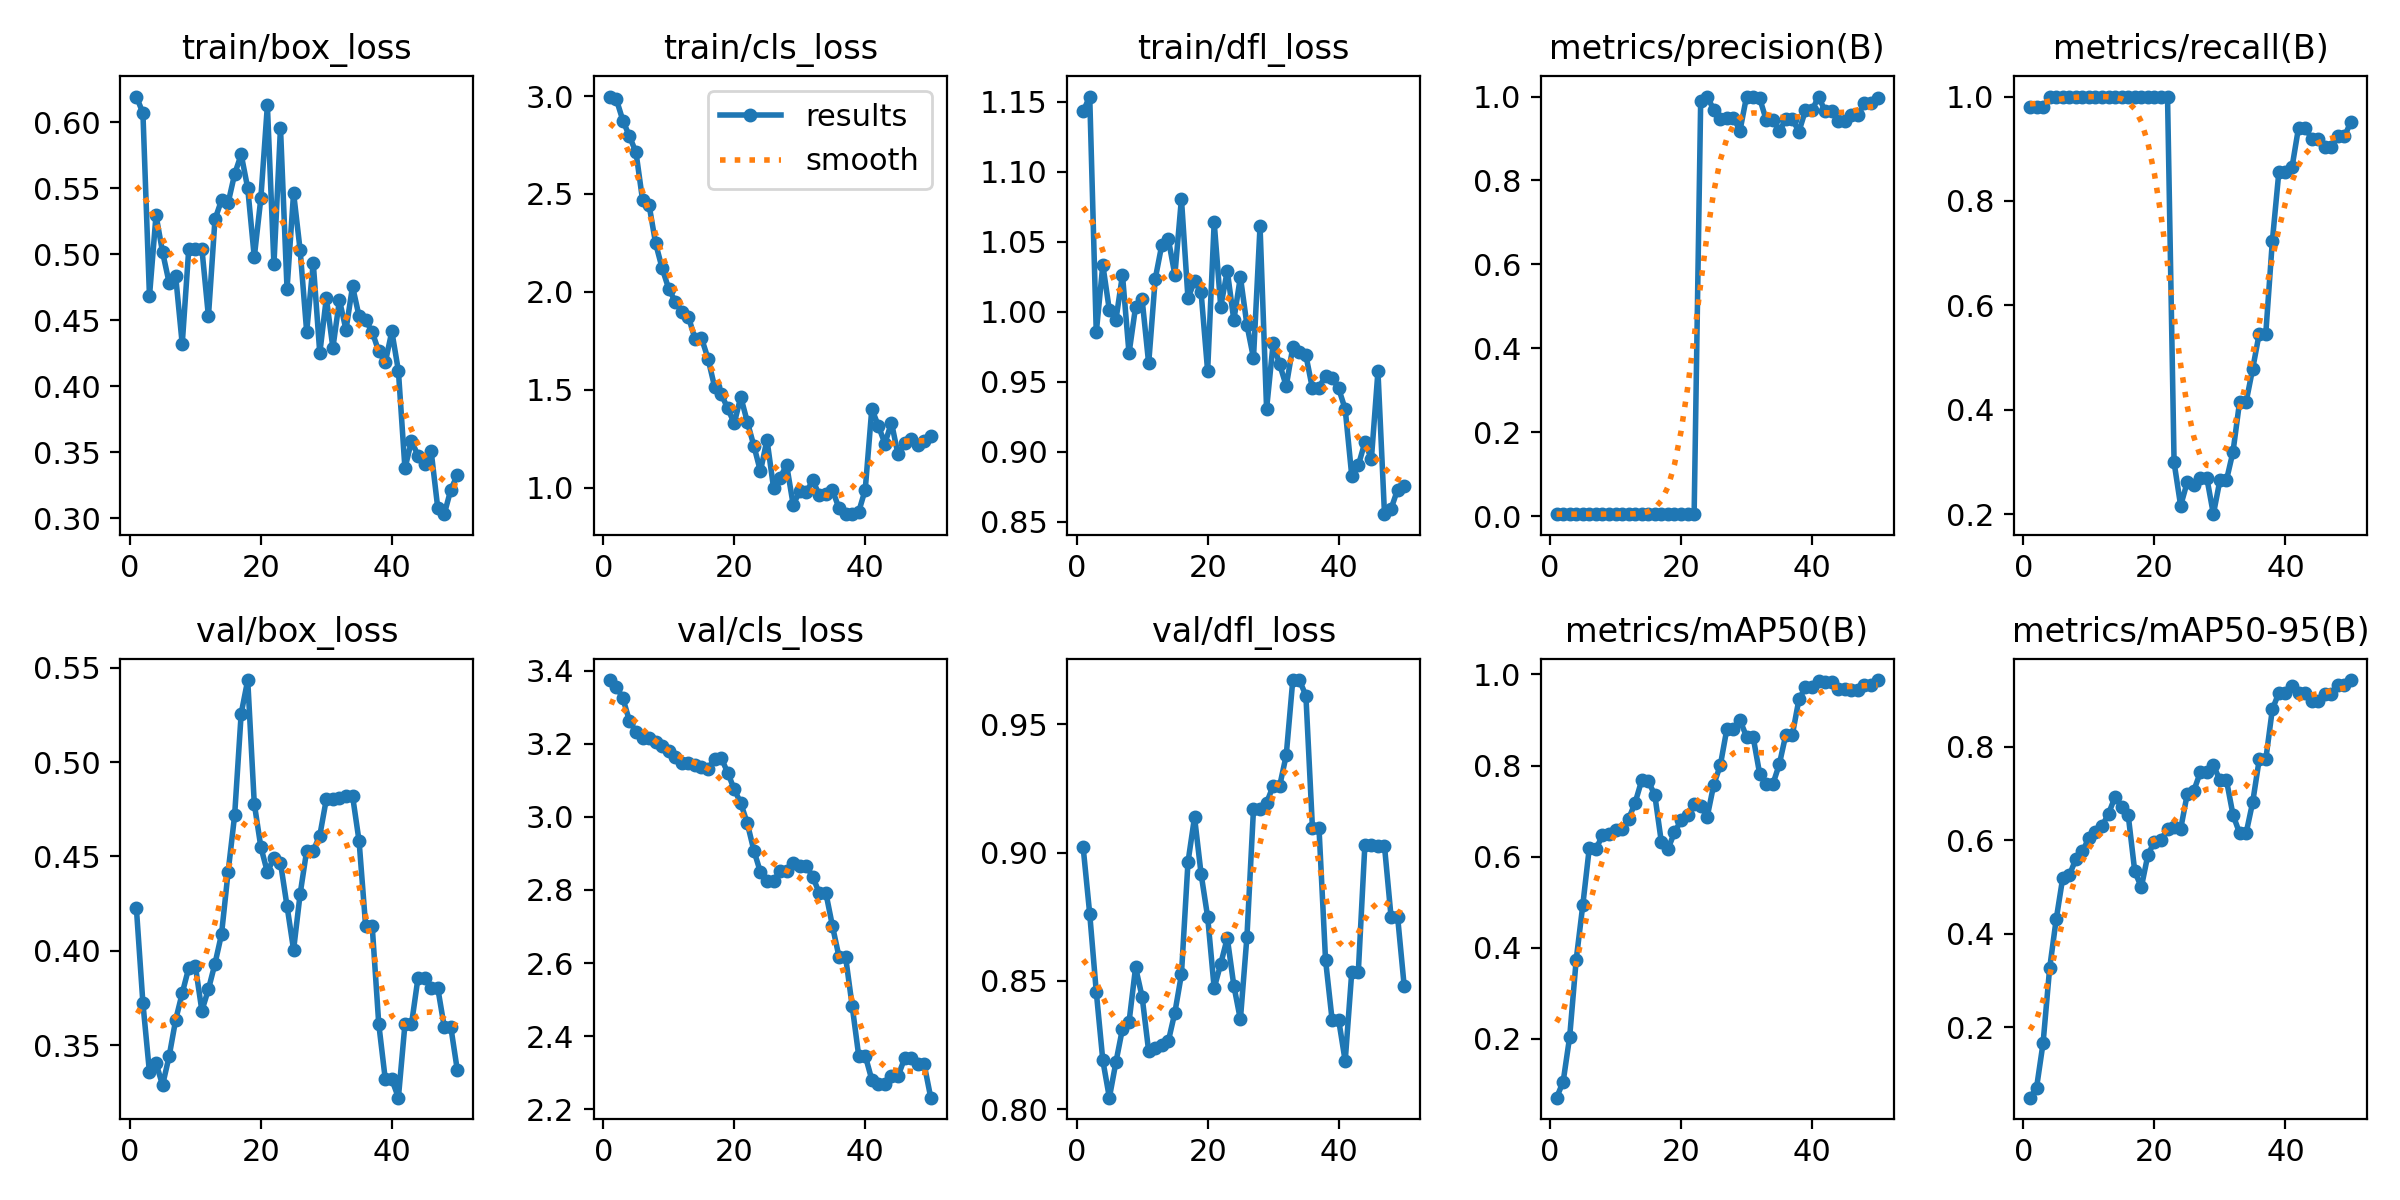 train/box_loss
0.60
0.55
0.50
0.45
0.40
0.35
0.30
0 20 40
train/cls_loss
results
smooth
3.0
2.5
2.0
1.5
1.0
0 20 40
train/dfl_loss
1.15
1.10
1.05
1.00
0.95
0.90
0.85
0 20 40
metrics/precision(B)
1.0
0.8
0.6
0.4
0.2
0.0
0 20 40
metrics/recall(B)
1.0
0.8
0.6
0.4
0.2
0 20 40
val/box_loss
0.55
0.50
0.45
0.40
0.35
0 20 40
val/cls_loss
3.4
3.2
3.0
2.8
2.6
2.4
2.2
0 20 40
val/dfl_loss
0.95
0.90
0.85
0.80
0 20 40
metrics/mAP50(B)
1.0
0.8
0.6
0.4
0.2
0 20 40
metrics/mAP50-95(B)
0.8
0.6
0.4
0.2
0 20 40